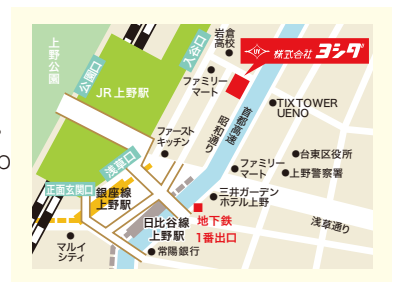 上野公園
公園口
JR上野駅
入谷口
岩倉
高校
UY 株式会社 ヨシダ
ファミリー
マート
首都高速
昭和通り
TIXTOWER
UENO
ファースト
キッチン
浅草口
ファミリー
マート
台東区役所
上野警察署
正面玄関口
銀座線
上野駅
三井ガーデン
ホテル上野
日比谷線
上野駅
地下鉄
1番出口
浅草通り
マルイ
シティ
常陽銀行